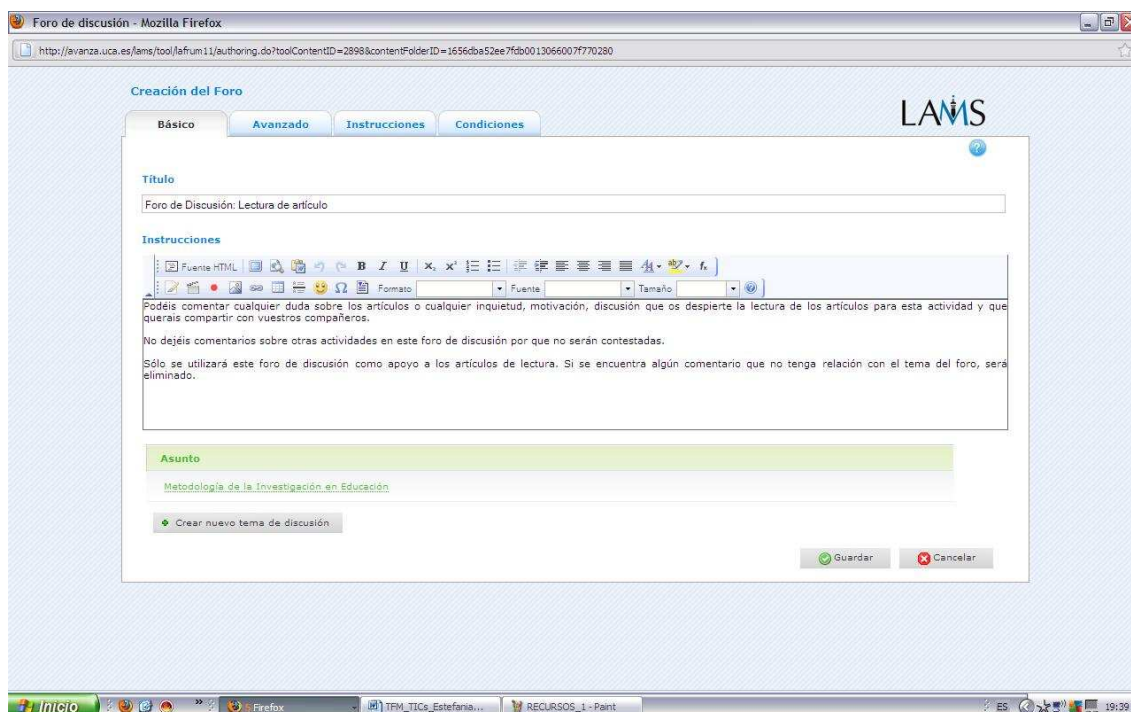 Foro de discusión - Mozilla Firefox
http://avanza.uca.es/lams/tool/lafrum11/authoring.do?toolContentID=2898&contentFolderID=1656dba52ee7fdb0013066007f770280
Creación del Foro
LAMS
Básico Avanzado Instrucciones Condiciones
Título
Foro de Discusión: Lectura de artículo
Instrucciones
Fuente HTML
Formato Fuente Tamaño
Podéis comentar cualquier duda sobre los artículos o cualquier inquietud, motivación, discusión que os despierte la lectura de los artículos para esta actividad y que
querais compartir con vuestros compañeros.
No dejéis comentarios sobre otras actividades en este foro de discusión por que no serán contestadas.
Sólo se utilizará este foro de discusión como apoyo a los artículos de lectura. Si se encuentra algún comentario que no tenga relación con el tema del foro, será
eliminado.
Asunto
Metodología de la Investigación en Educación
Crear nuevo tema de discusión
Guardar Cancelar
Inicio Firefox TFM_TICs_Estefania... RECURSOS_1 - Paint ES 19:39